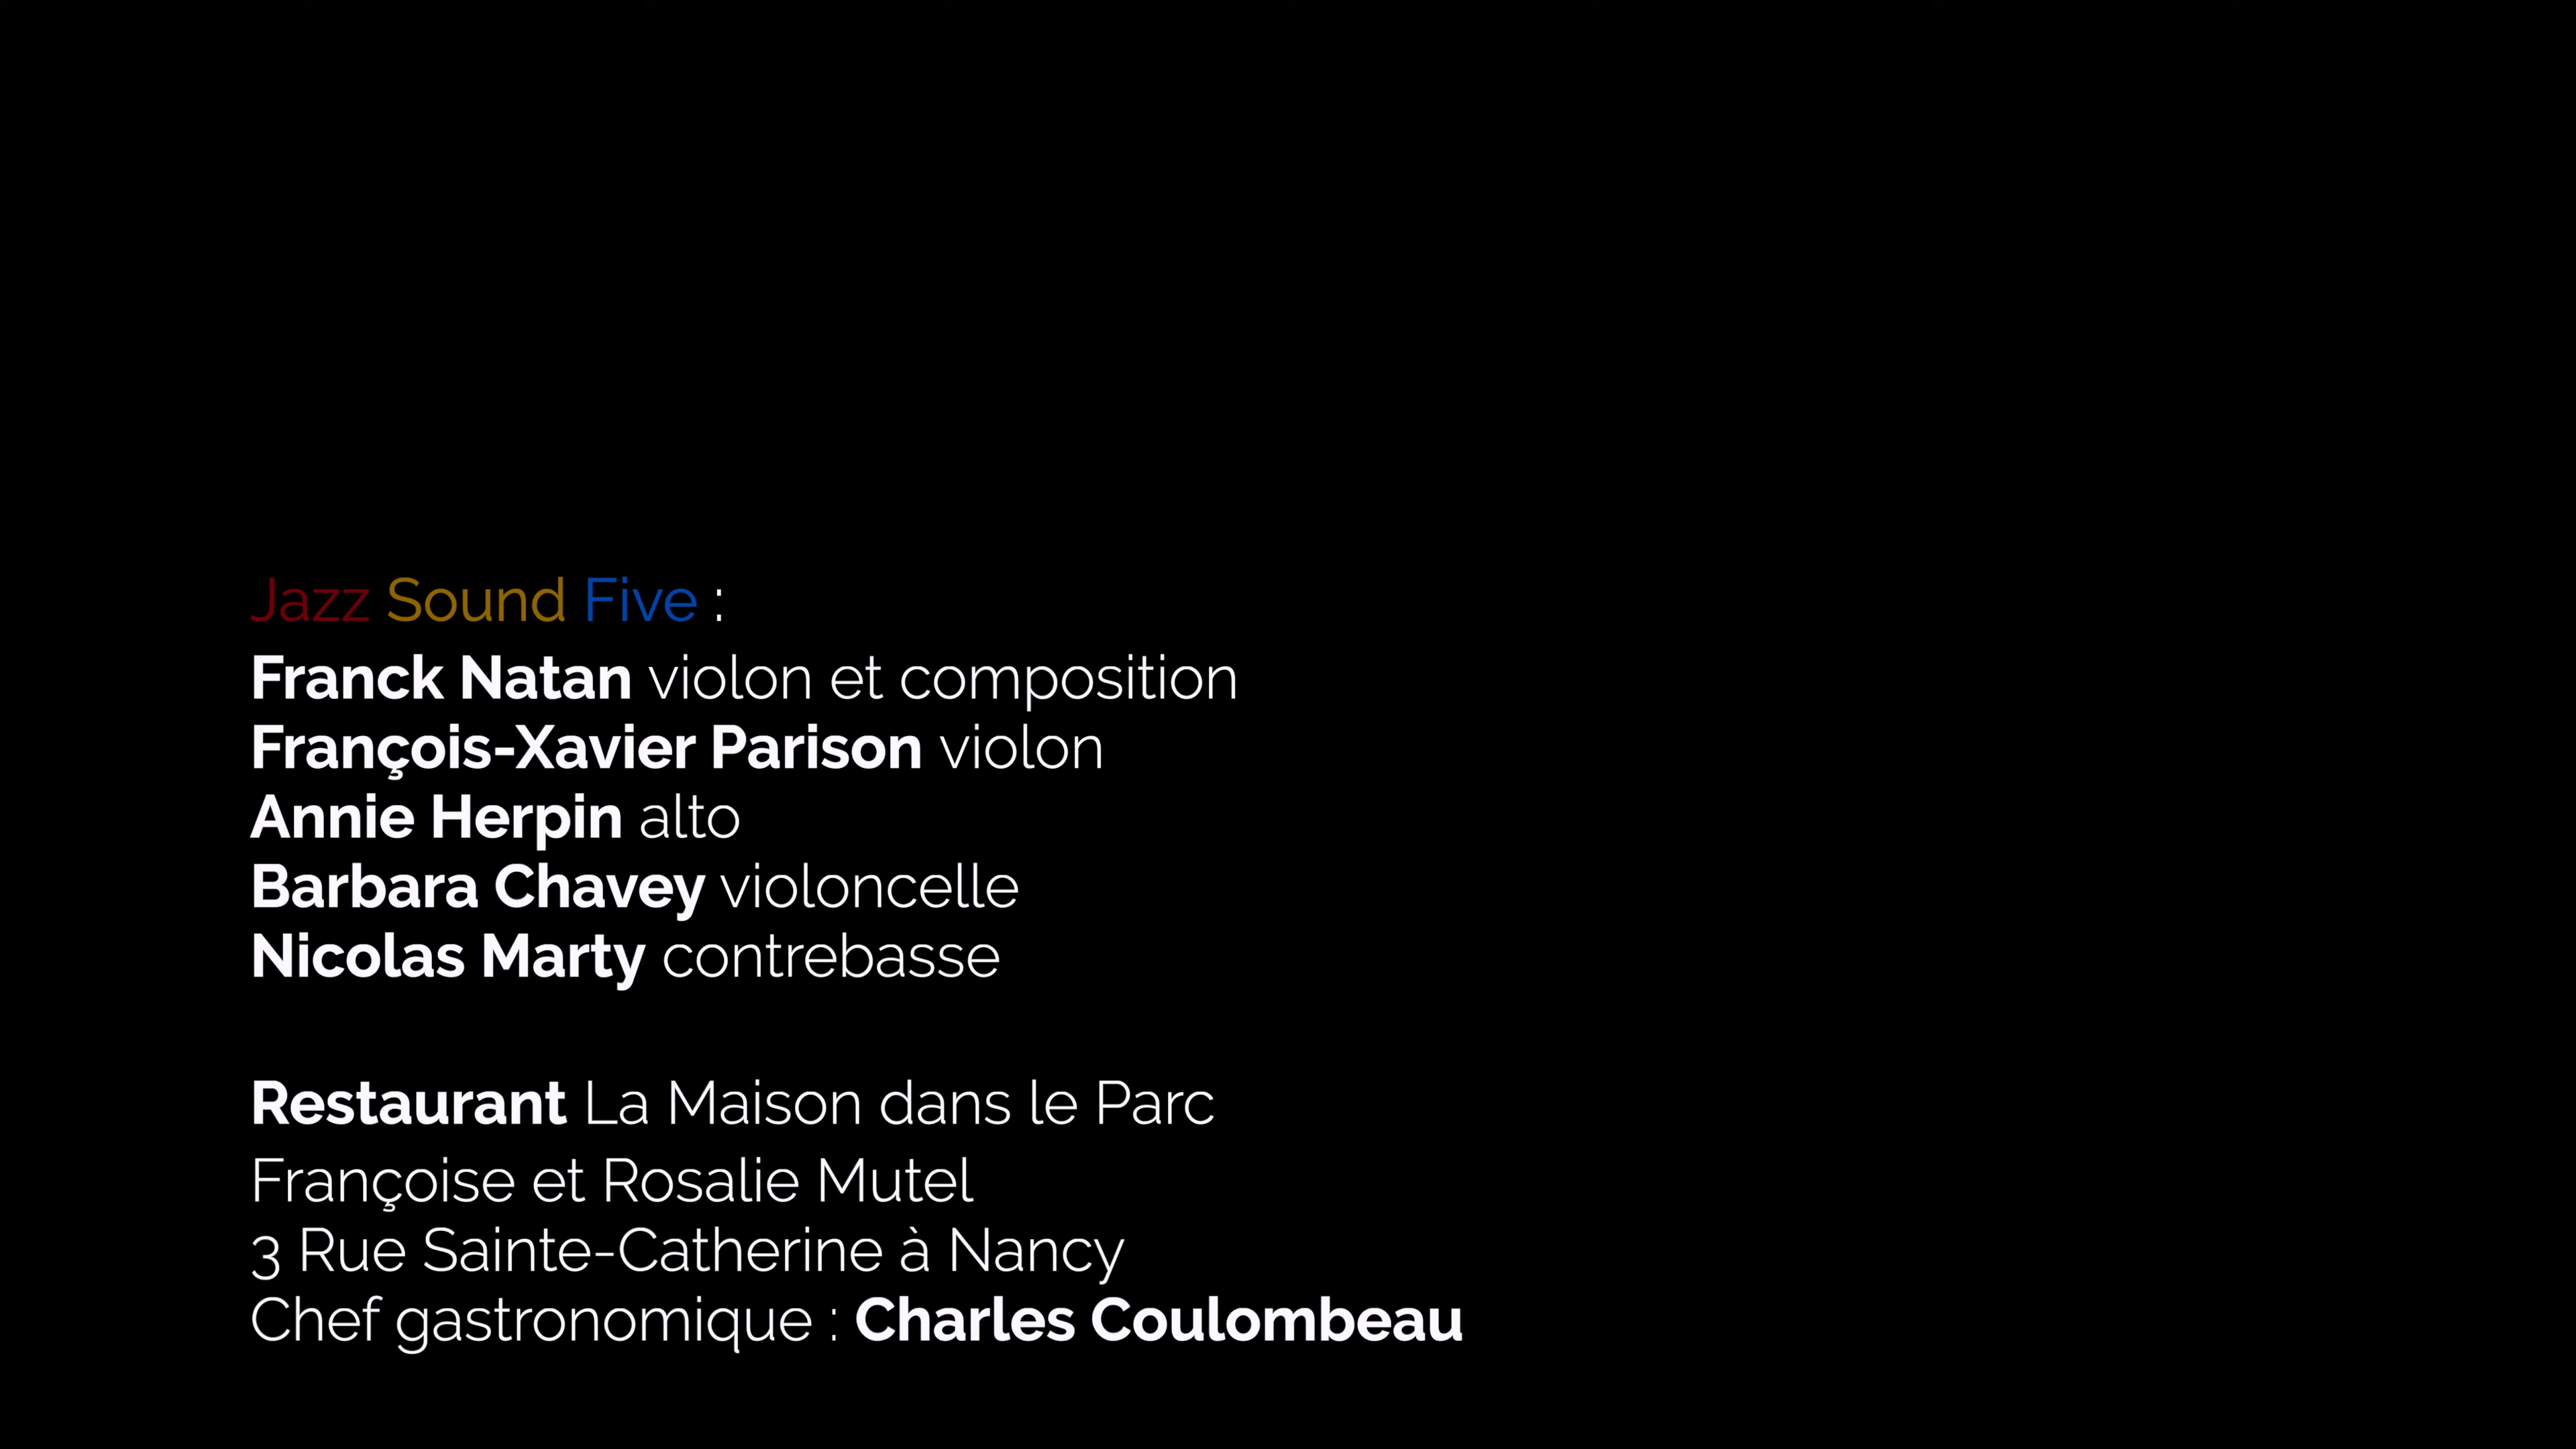 Jazz Sound Five :
Franck Natan violon et composition
François-Xavier Parison violon
Annie Herpin alto
Barbara Chavey violoncelle
Nicolas Marty contrebasse
Restaurant La Maison dans le Parc
Françoise et Rosalie Mutel
3 Rue Sainte-Catherine à Nancy
Chef gastronomique : Charles Coulombeau